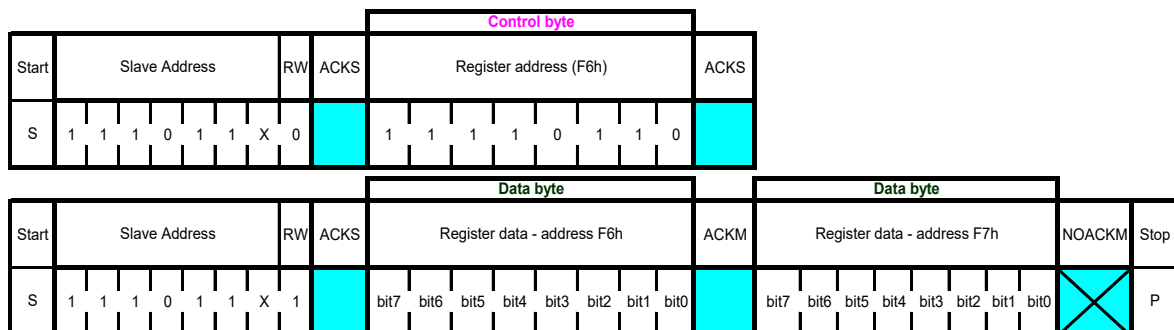 Control byte
Start Slave Address RW ACKS Register address (F6h) ACKS
S 1 1 1 0 1 1 X 0 1 1 1 1 0 1 1 0
Data byte Data byte
Start Slave Address RW ACKS Register data - address F6h ACKM Register data - address F7h NOACKM Stop
S 1 1 1 0 1 1 X 1 bit7 bit6 bit5 bit4 bit3 bit2 bit1 bit0 bit7 bit6 bit5 bit4 bit3 bit2 bit1 bit0 P